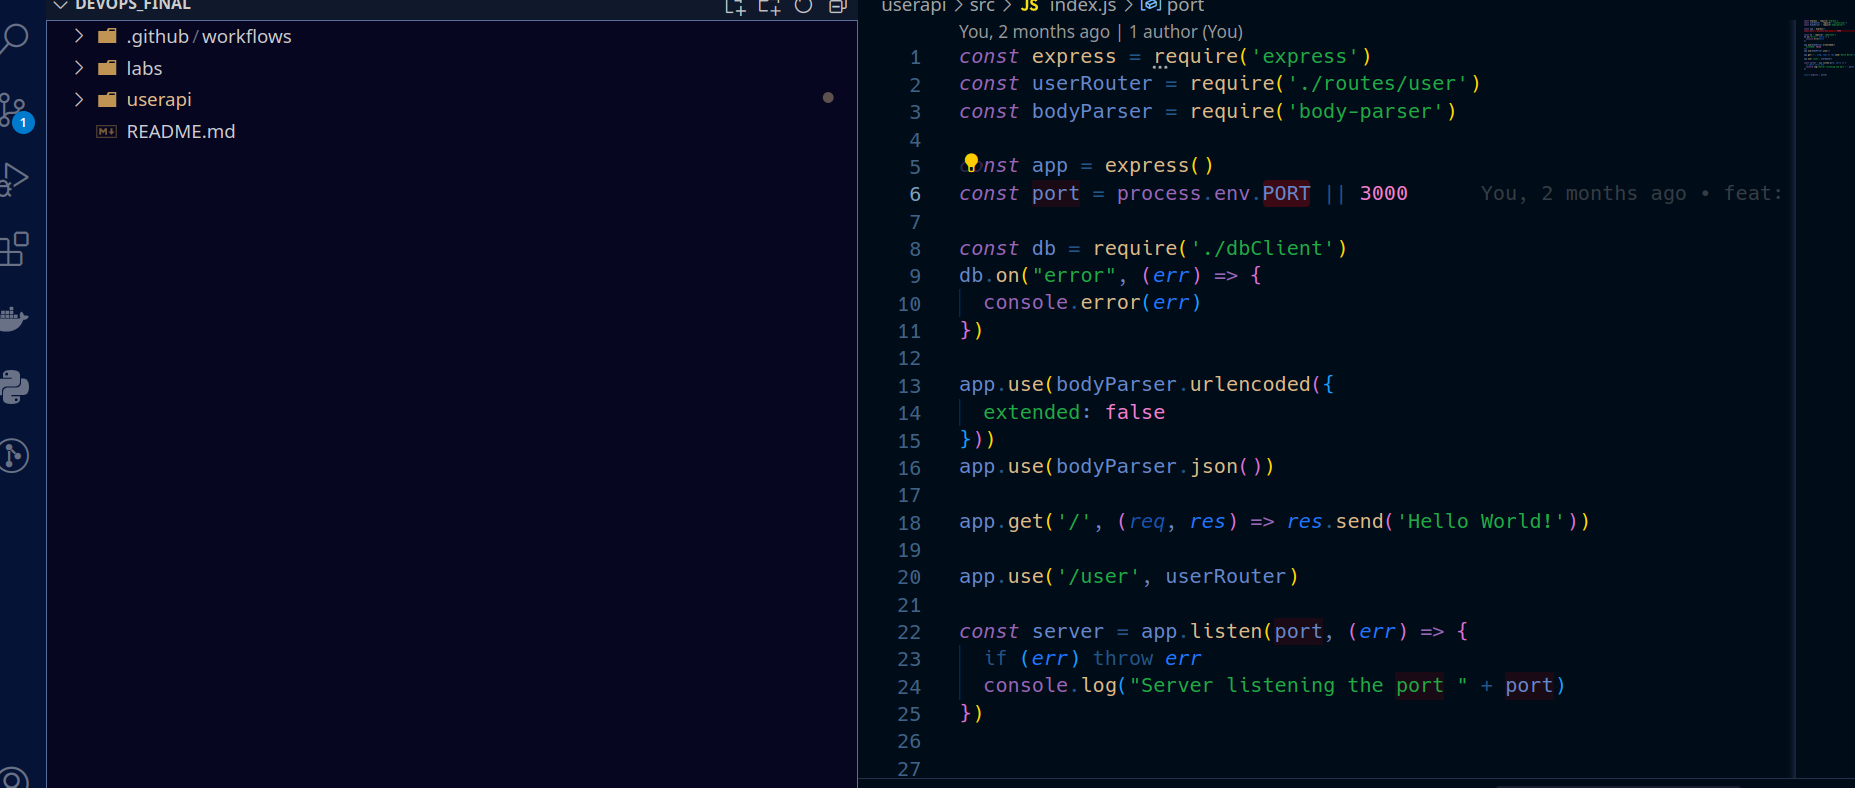 DEVOPS_FINAL
.github / workflows
labs
userapi
README.md
1
userapi > src > JS index.js > port
You, 2 months ago | 1 author (You)
1 const express = require('express')
2 const userRouter = require('./routes/user')
3 const bodyParser = require('body-parser')
4
5 const app = express()
6 const port = process.env.PORT || 3000 You, 2 months ago • feat:
7
8 const db = require('./dbClient')
9 db.on("error", (err) => {
10 console.error(err)
11 })
12
13 app.use(bodyParser.urlencoded({
14 extended: false
15 }))
16 app.use(bodyParser.json())
17
18 app.get('/', (req, res) => res.send('Hello World!'))
19
20 app.use('/user', userRouter)
21
22 const server = app.listen(port, (err) => {
23 if (err) throw err
24 console.log("Server listening the port " + port)
25 })
26
27